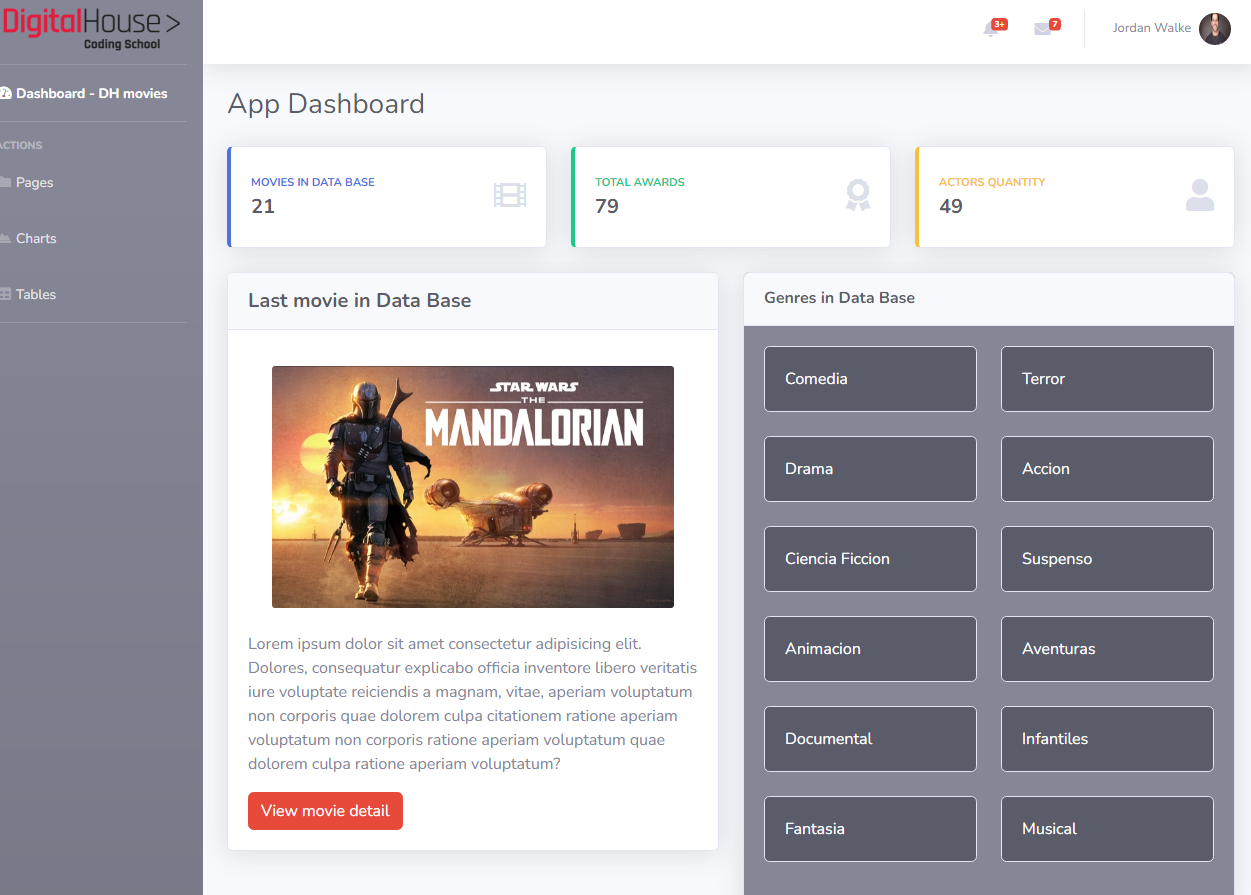 DigitalHouse>
Coding School
3+
7
Jordan Walke
Dashboard - DH movies
ACTIONS
Pages
Charts
Tables
App Dashboard
MOVIES IN DATA BASE
21
TOTAL AWARDS
79
ACTORS QUANTITY
49
Last movie in Data Base
STAR WARS
THE
MANDALORIAN
Lorem ipsum dolor sit amet consectetur adipisicing elit.
Dolores, consequatur explicabo officia inventore libero veritatis
iure voluptate reiciendis a magnam, vitae, aperiam voluptatum
non corporis quae dolorem culpa citationem ratione aperiam
voluptatum non corporis ratione aperiam voluptatum quae
dolorem culpa ratione aperiam voluptatum?
View movie detail
Genres in Data Base
Comedia
Terror
Drama
Accion
Ciencia Ficcion
Suspenso
Animacion
Aventuras
Documental
Infantiles
Fantasia
Musical